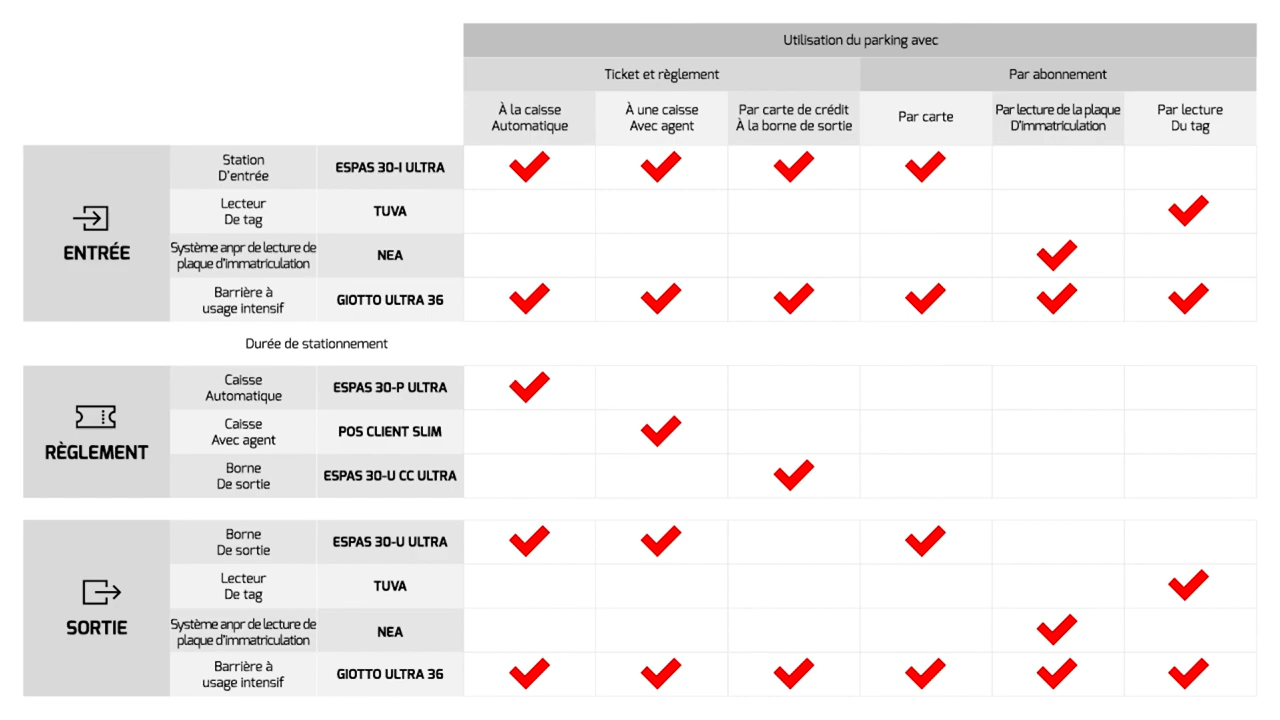 Utilisation du parking avec
Ticket et règlement
Par abonnement
À la caisse
Automatique
À une caisse
Avec agent
Par carte de crédit
À la borne de sortie
Par carte
Par lecture de la plaque
D'immatriculation
Par lecture
Du tag
ENTRÉE
Station
D'entrée
ESPAS 30-I ULTRA
Lecteur
De tag
TUVA
Système anpr de lecture de
plaque d'immatriculation
NEA
Barrière à
usage intensif
GIOTTO ULTRA 36
Durée de stationnement
RÈGLEMENT
Caisse
Automatique
ESPAS 30-P ULTRA
Caisse
Avec agent
POS CLIENT SLIM
Borne
De sortie
ESPAS 30-U CC ULTRA
SORTIE
Borne
De sortie
ESPAS 30-U ULTRA
Lecteur
De tag
TUVA
Système anpr de lecture de
plaque d'immatriculation
NEA
Barrière à
usage intensif
GIOTTO ULTRA 36